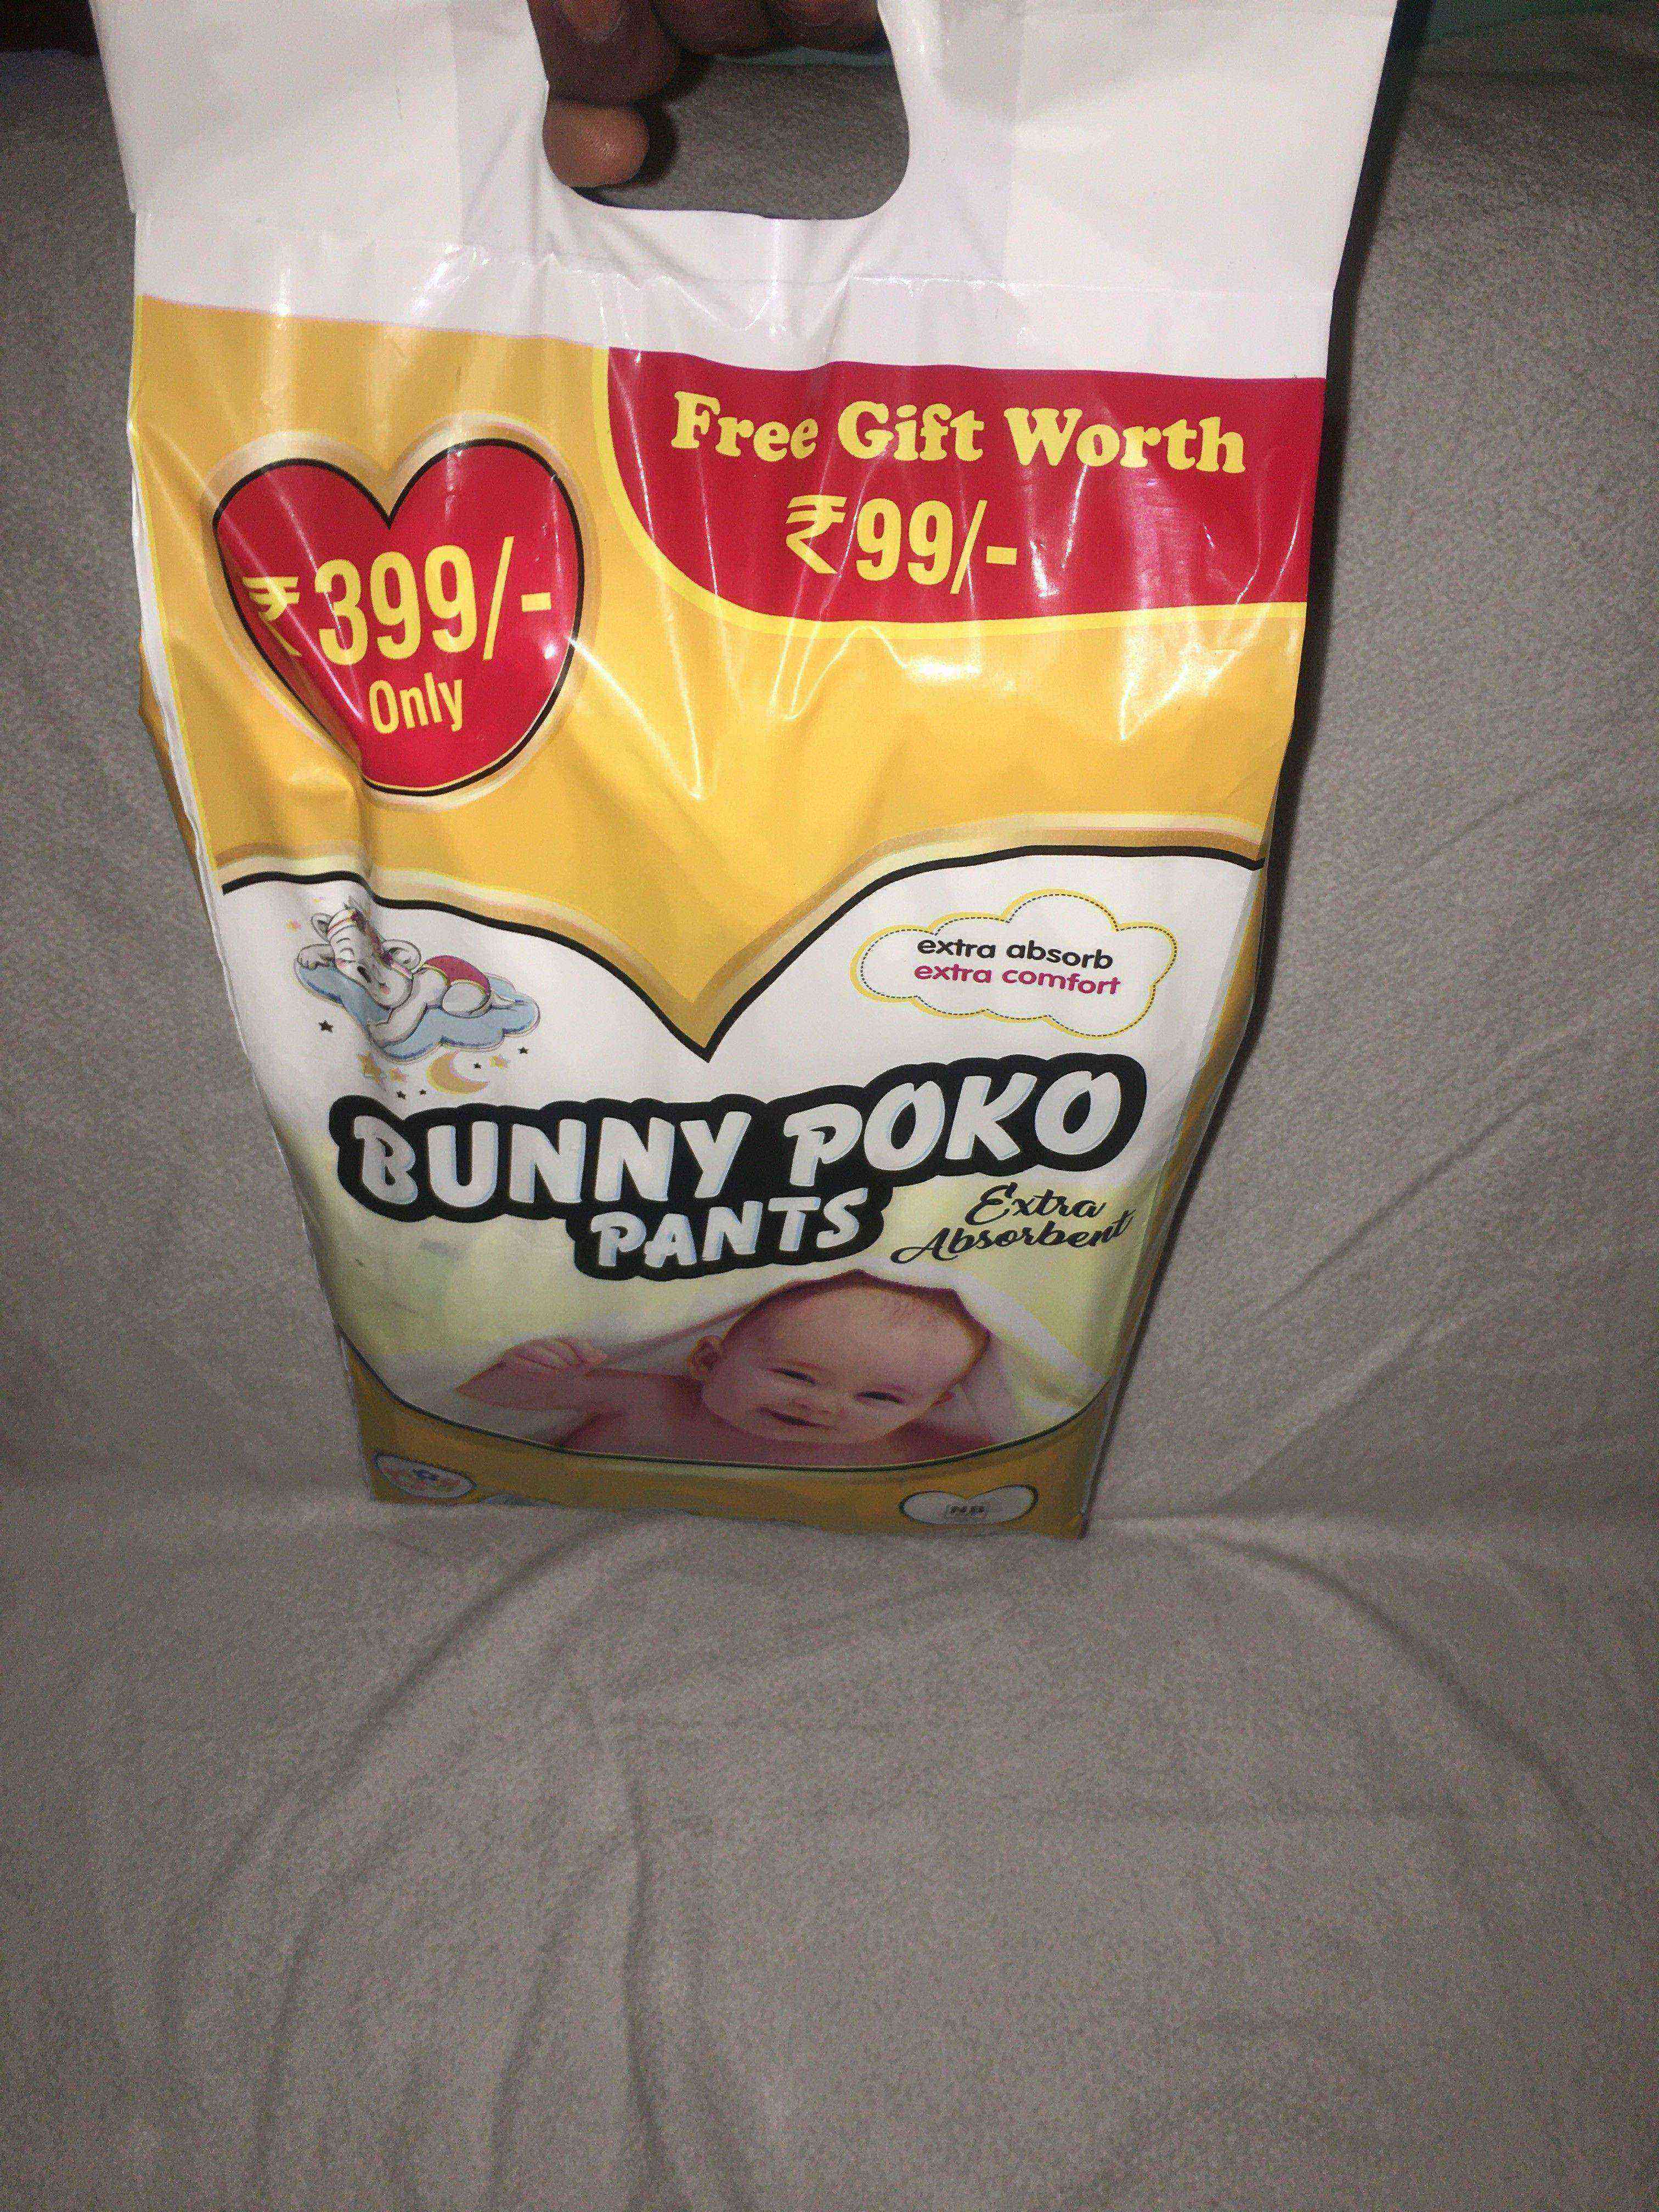 Free Gift Worth
₹99/-
₹399/-
Only
extra absorb
extra comfort
BUNNY POKO
PANTS
Extra
Absorbent
NB